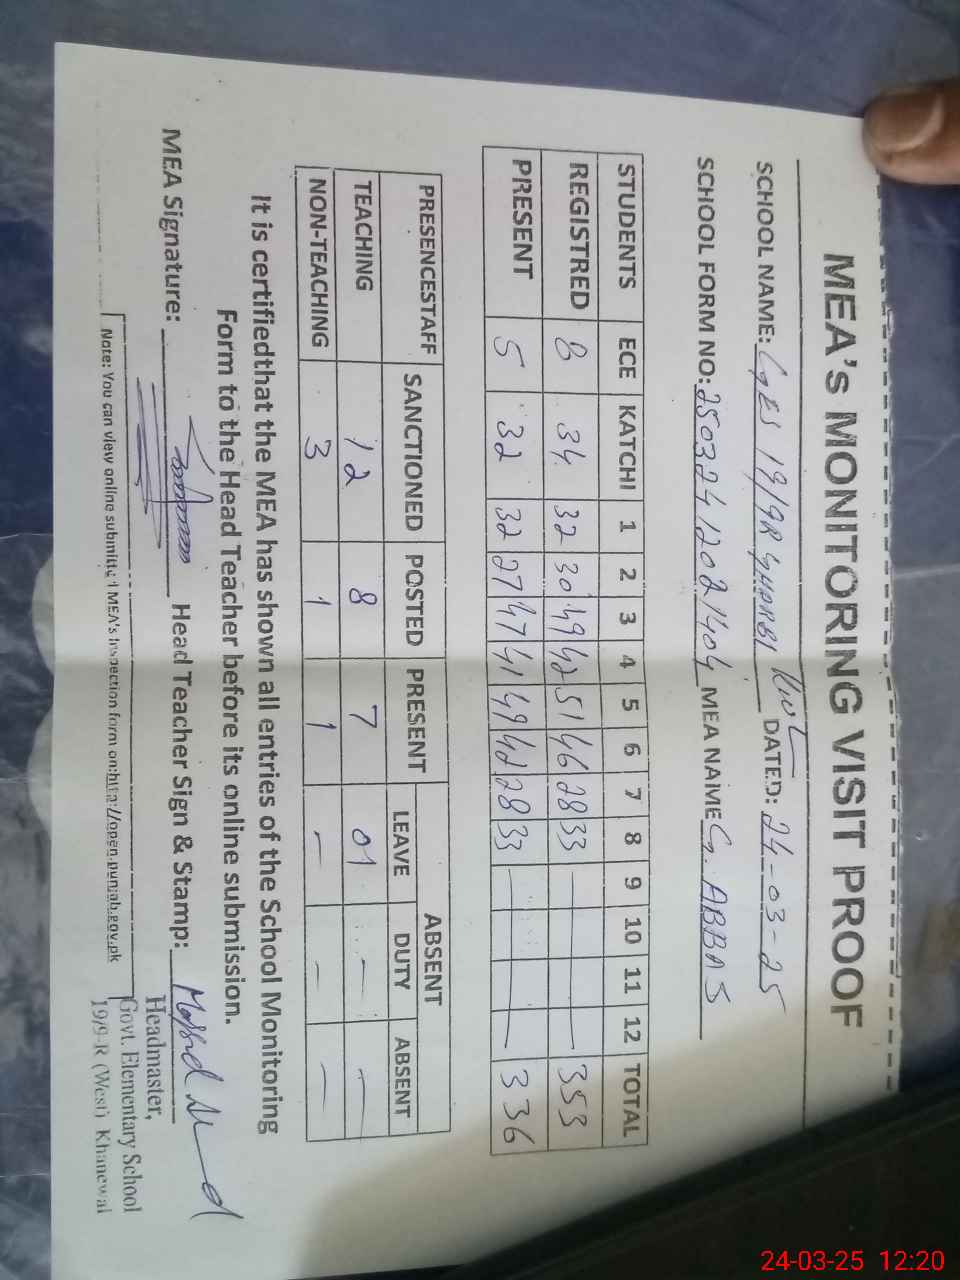 MEA's MONITORING VISIT PROOF
SCHOOL NAME: GES 19/9R GHARBI KWL DATED: 24-03-25
SCHOOL FORM NO: 25032412021404 MEA NAME G. ABBAS
STUDENTS ECE KATCHI 1 2 3 4 5 6 7 8 9 10 11 12 TOTAL
REGISTRED 8 34 32 30 49 42 51 46 28 33 — — — — 353
PRESENT 5 32 32 27 47 41 49 42 28 33 — — — — 336
PRESENCESTAFF SANCTIONED POSTED PRESENT ABSENT
LEAVE DUTY ABSENT
TEACHING 12 8 7 01 — —
NON-TEACHING 3 1 1 — — —
It is certifiedthat the MEA has shown all entries of the School Monitoring
Form to the Head Teacher before its online submission.
MEA Signature: Head Teacher Sign & Stamp:
Headmaster,
Govt. Elementary School
19/9-R (West) Khanewal
Note: You can view online submitted MEA's Inspection form on:http://open.punjab.gov.pk
24-03-25 12:20